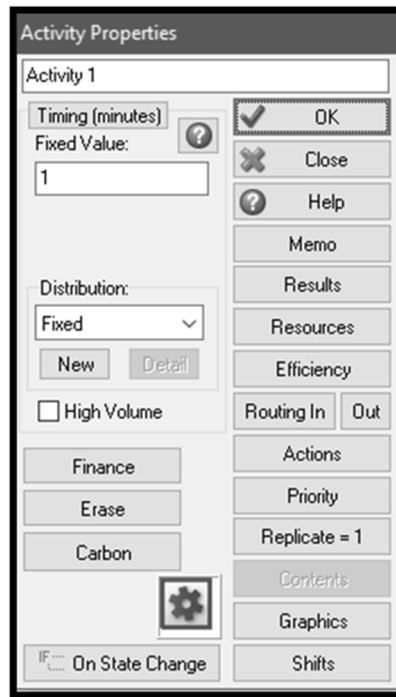 Activity Properties
Activity 1
Timing (minutes)
Fixed Value:
1
Distribution:
Fixed
New Detail
High Volume
Finance
Erase
Carbon
IF On State Change
OK
Close
Help
Memo
Results
Resources
Efficiency
Routing In Out
Actions
Priority
Replicate = 1
Contents
Graphics
Shifts